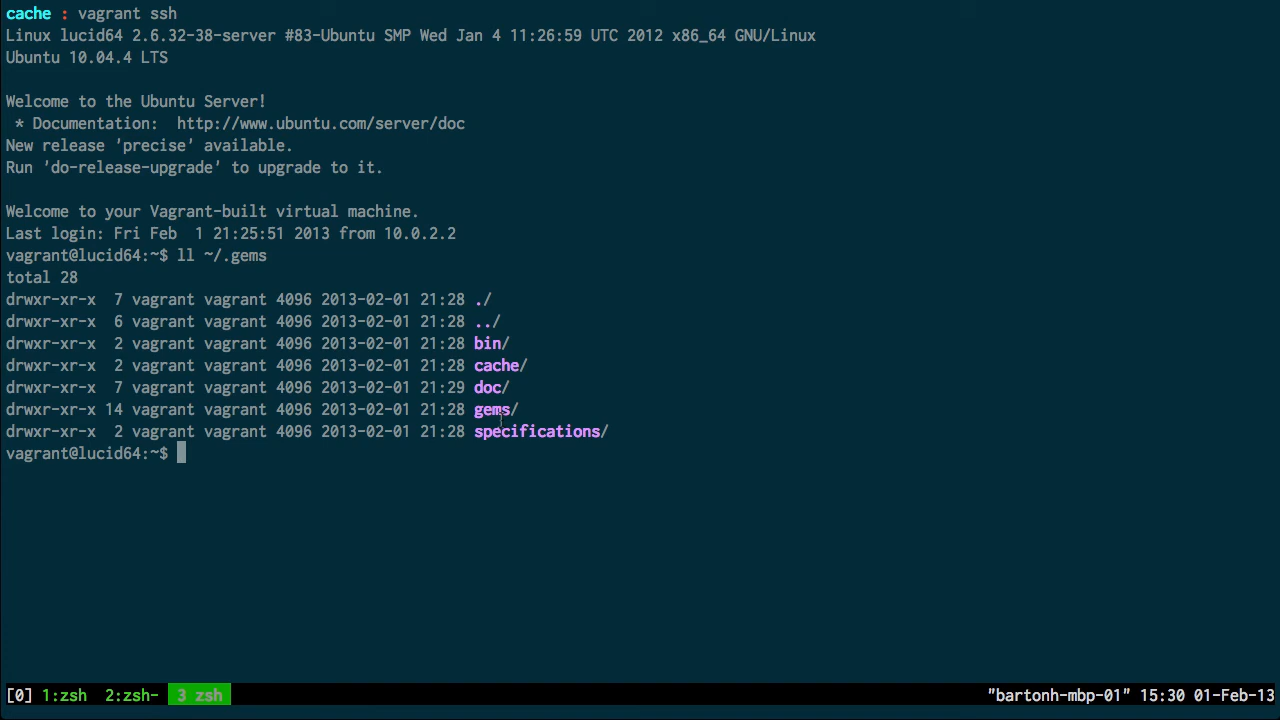 cache : vagrant ssh
Linux lucid64 2.6.32-38-server #83-Ubuntu SMP Wed Jan 4 11:26:59 UTC 2012 x86_64 GNU/Linux
Ubuntu 10.04.4 LTS
Welcome to the Ubuntu Server!
 * Documentation:  http://www.ubuntu.com/server/doc
New release 'precise' available.
Run 'do-release-upgrade' to upgrade to it.
Welcome to your Vagrant-built virtual machine.
Last login: Fri Feb  1 21:25:51 2013 from 10.0.2.2
vagrant@lucid64:~$ ll ~/.gems
total 28
drwxr-xr-x  7 vagrant vagrant 4096 2013-02-01 21:28 ./
drwxr-xr-x  6 vagrant vagrant 4096 2013-02-01 21:28 ../
drwxr-xr-x  2 vagrant vagrant 4096 2013-02-01 21:28 bin/
drwxr-xr-x  2 vagrant vagrant 4096 2013-02-01 21:28 cache/
drwxr-xr-x  7 vagrant vagrant 4096 2013-02-01 21:29 doc/
drwxr-xr-x 14 vagrant vagrant 4096 2013-02-01 21:28 gems/
drwxr-xr-x  2 vagrant vagrant 4096 2013-02-01 21:28 specifications/
vagrant@lucid64:~$
[0] 1:zsh  2:zsh-  3 zsh "bartonh-mbp-01" 15:30 01-Feb-13